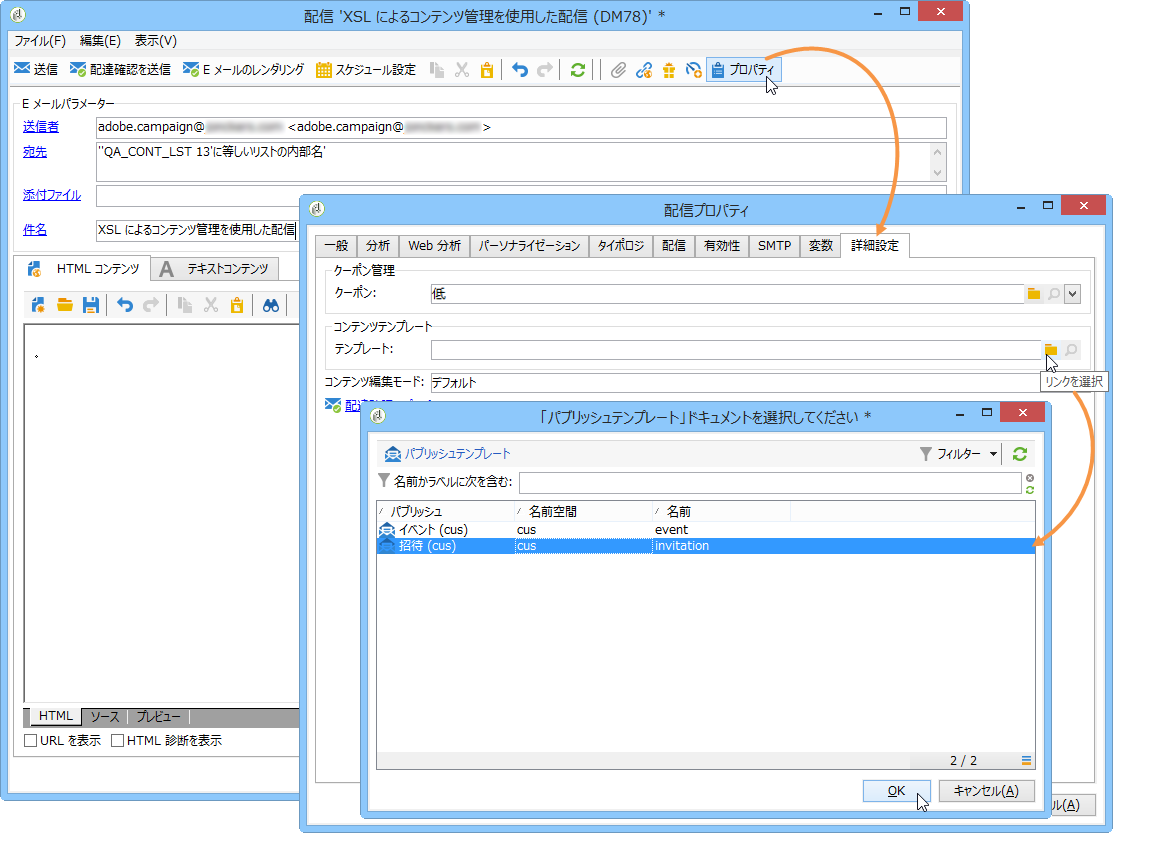 配信 'XSL によるコンテンツ管理を使用した配信 (DM78)' *
ファイル(F) 編集(E) 表示(V)
送信 配達確認を送信 E メールのレンダリング スケジュール設定 プロパティ
E メールパラメーター
送信者 adobe.campaign@ <adobe.campaign@ >
宛先 "QA_CONT_LST 13'に等しいリストの内部名'
添付ファイル
件名 XSL によるコンテンツ管理を使用した配信
HTML コンテンツ テキストコンテンツ
HTML ソース プレビュー
URL を表示 HTML 診断を表示
配信プロパティ
一般 分析 Web 分析 パーソナライゼーション タイポロジ 配信 有効性 SMTP 変数 詳細設定
クーポン管理
クーポン: 低
コンテンツテンプレート
テンプレート:
リンクを選択
コンテンツ編集モード: デフォルト
ル(A)
「パブリッシュテンプレート」ドキュメントを選択してください *
パブリッシュテンプレート フィルター
名前かラベルに次を含む:
パブリッシュ 名前空間 名前
イベント (cus) cus event
招待 (cus) cus invitation
2 / 2
OK キャンセル(A)